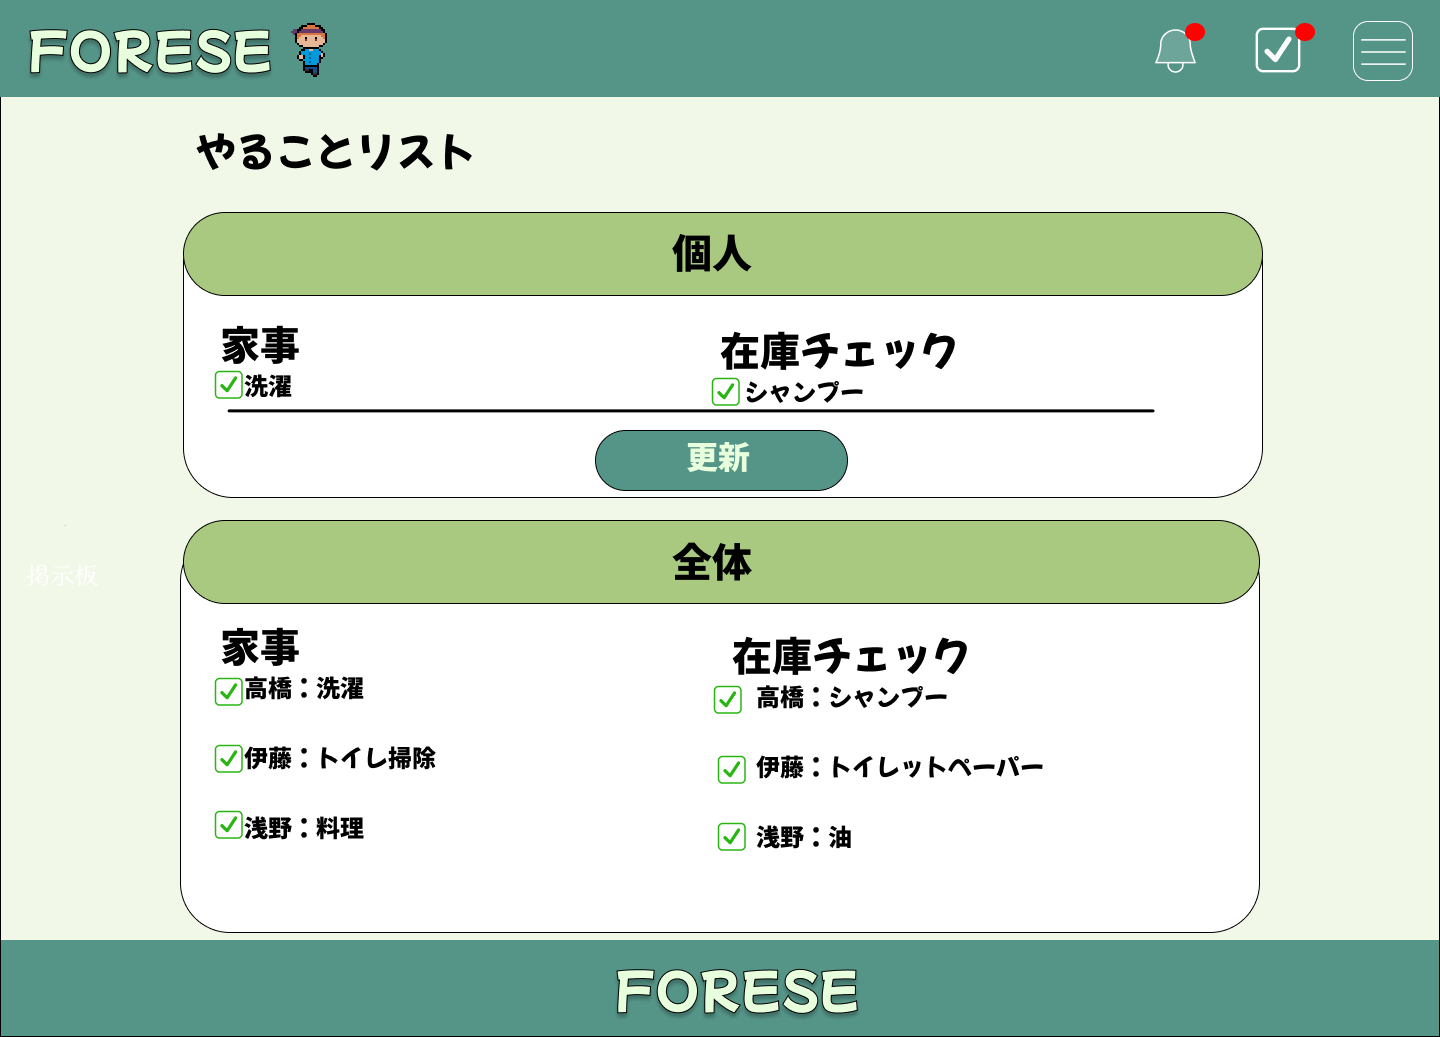 FORESE
やることリスト
個人
家事
洗濯
在庫チェック
シャンプー
更新
掲示板
全体
家事
高橋：洗濯
伊藤：トイレ掃除
浅野：料理
在庫チェック
高橋：シャンプー
伊藤：トイレットペーパー
浅野：油
FORESE